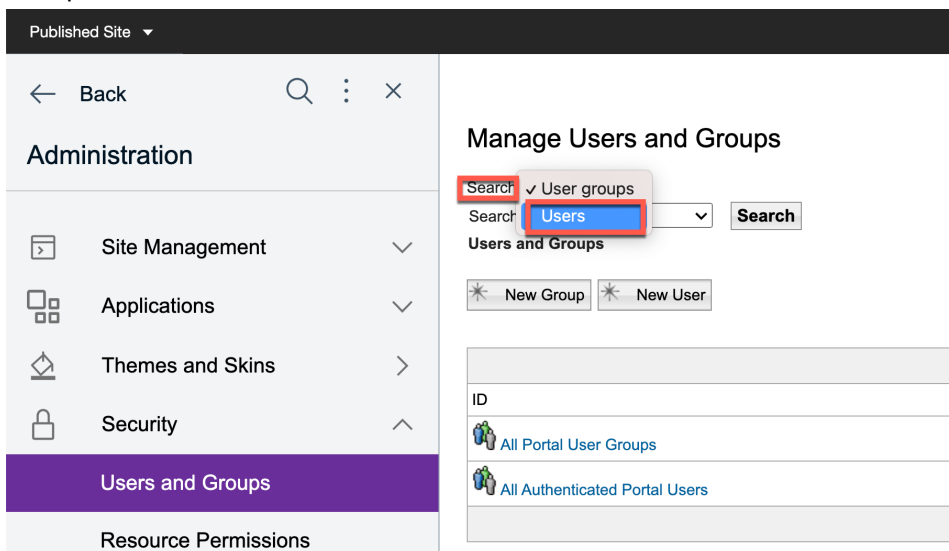 Published Site
Back
Administration
Site Management
Applications
Themes and Skins
Security
Users and Groups
Resource Permissions
Manage Users and Groups
Search
User groups
Users
Search
Search
Users and Groups
New Group
New User
ID
All Portal User Groups
All Authenticated Portal Users